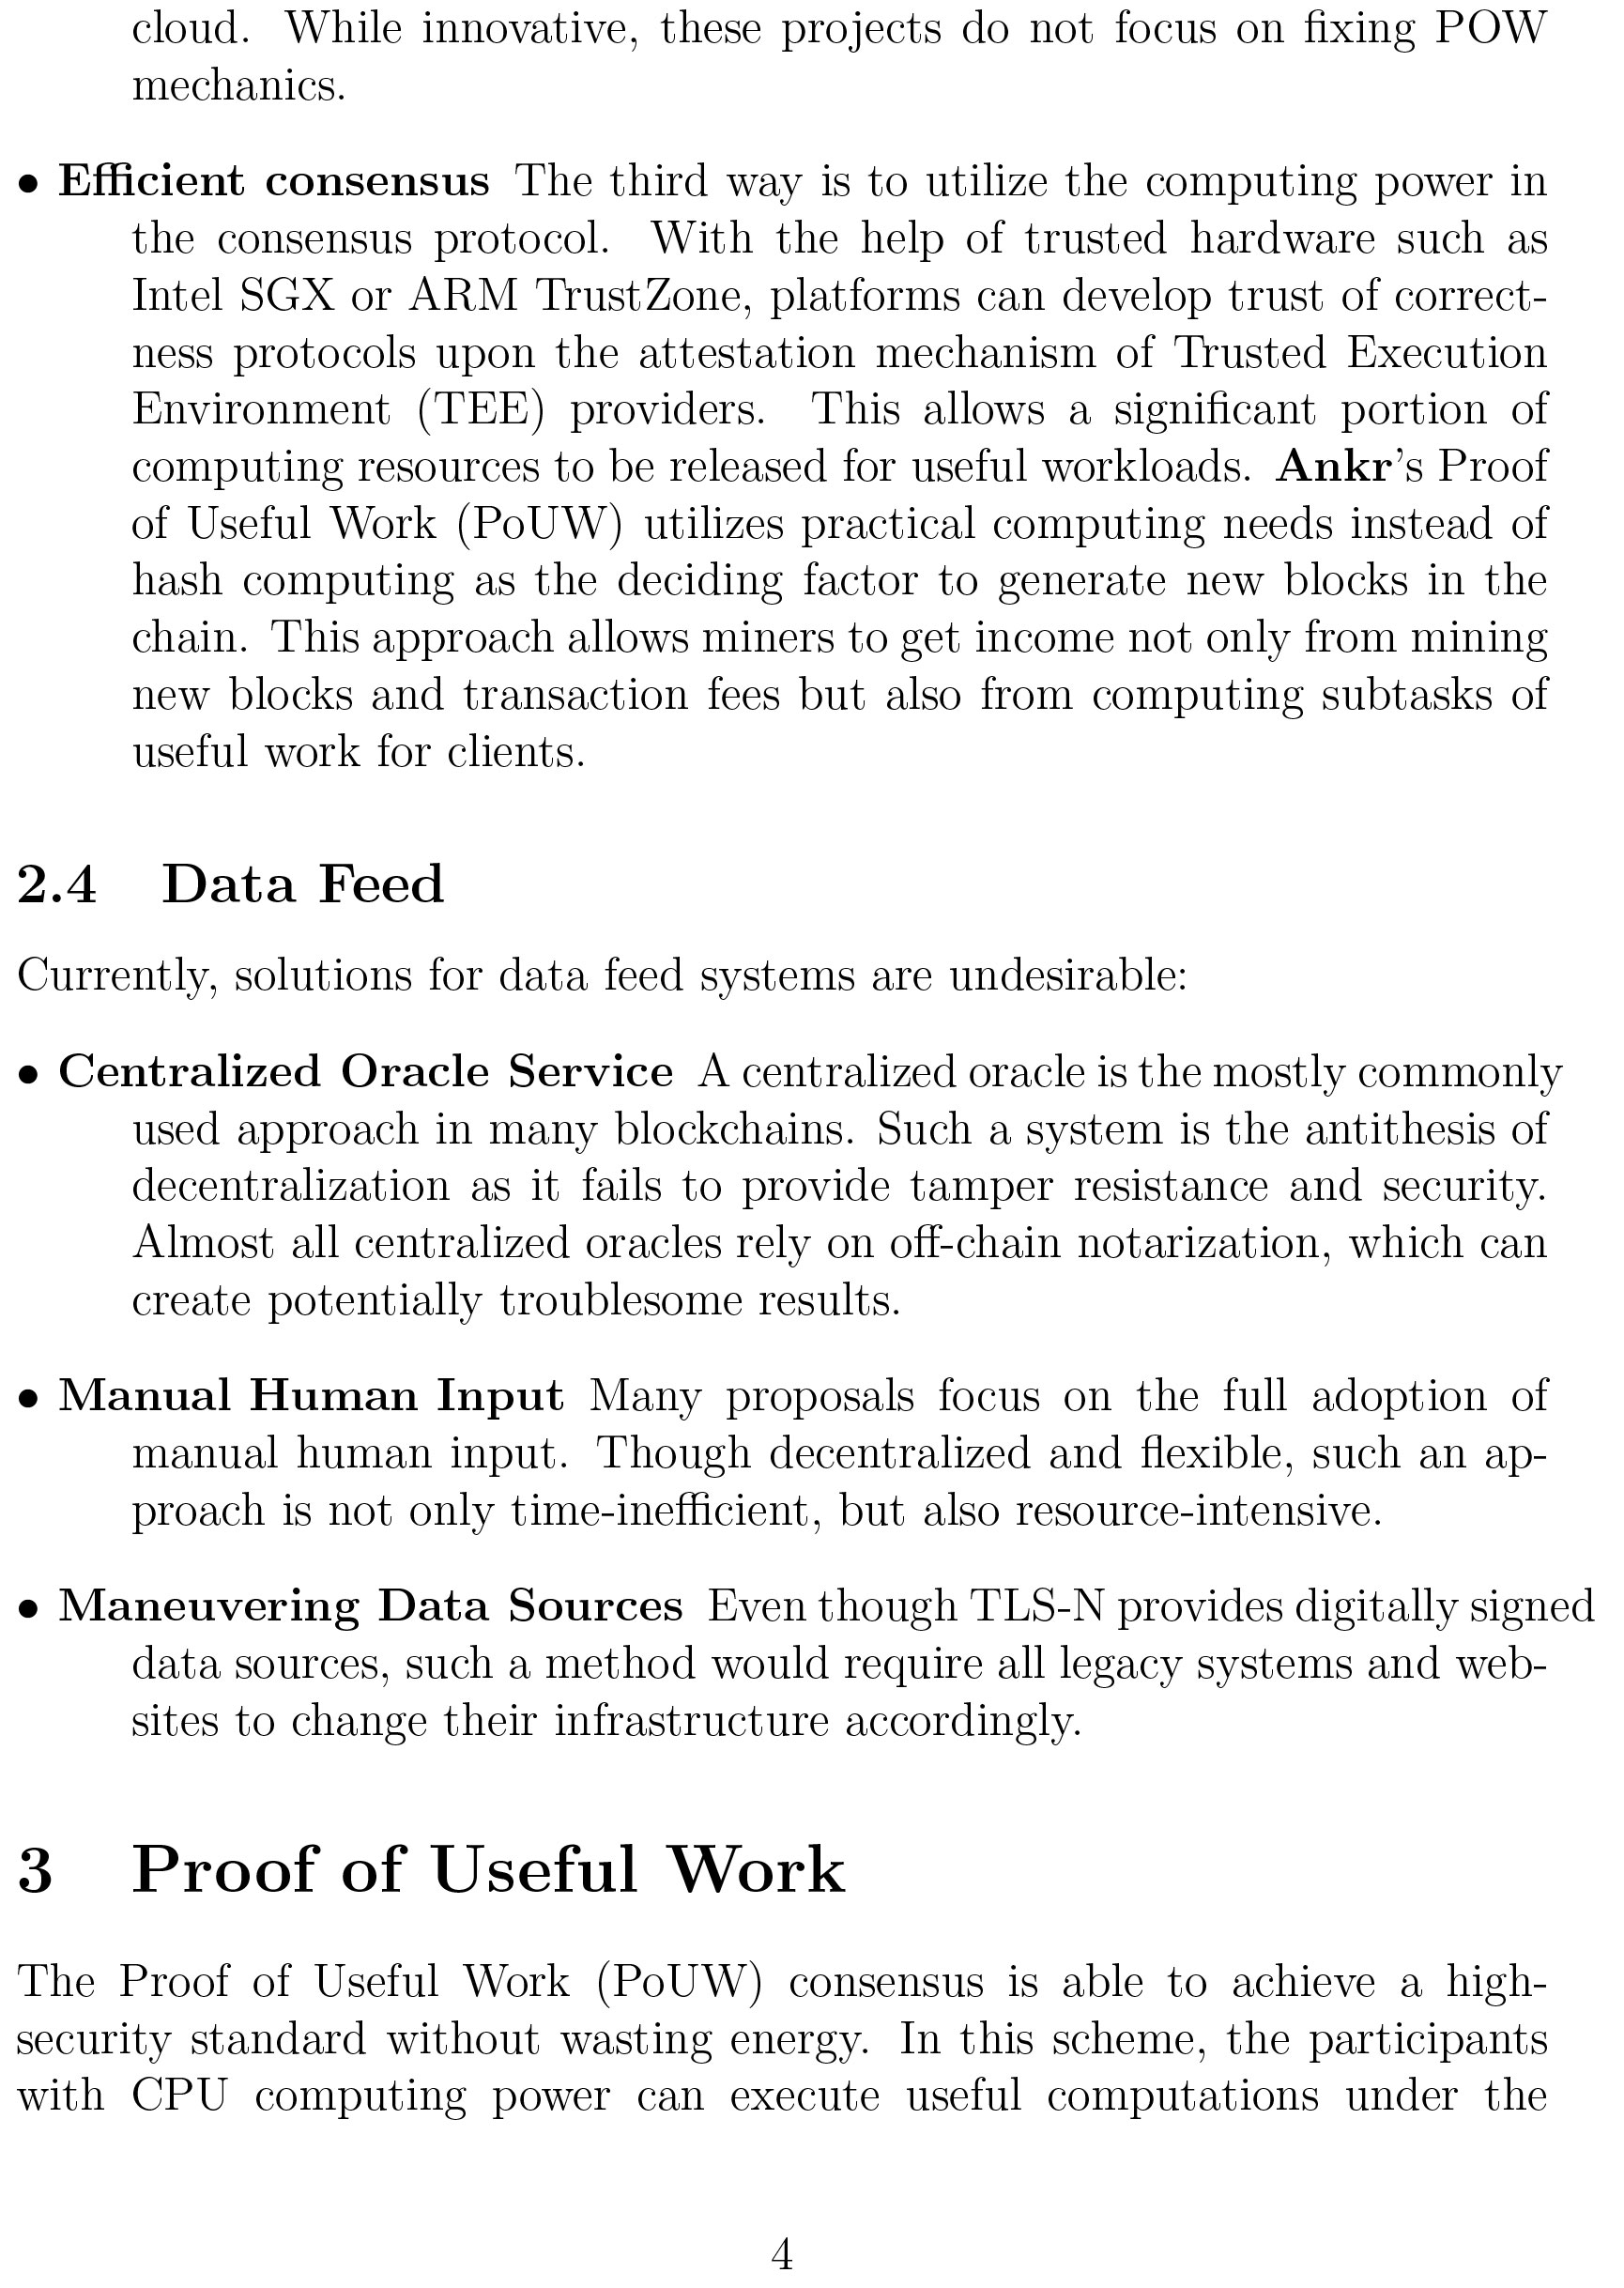 cloud. While innovative, these projects do not focus on fixing POW
mechanics.
• Efficient consensus The third way is to utilize the computing power in
the consensus protocol. With the help of trusted hardware such as
Intel SGX or ARM TrustZone, platforms can develop trust of correct-
ness protocols upon the attestation mechanism of Trusted Execution
Environment (TEE) providers. This allows a significant portion of
computing resources to be released for useful workloads. Ankr's Proof
of Useful Work (PoUW) utilizes practical computing needs instead of
hash computing as the deciding factor to generate new blocks in the
chain. This approach allows miners to get income not only from mining
new blocks and transaction fees but also from computing subtasks of
useful work for clients.
2.4 Data Feed
Currently, solutions for data feed systems are undesirable:
• Centralized Oracle Service A centralized oracle is the mostly commonly
used approach in many blockchains. Such a system is the antithesis of
decentralization as it fails to provide tamper resistance and security.
Almost all centralized oracles rely on off-chain notarization, which can
create potentially troublesome results.
• Manual Human Input Many proposals focus on the full adoption of
manual human input. Though decentralized and flexible, such an ap-
proach is not only time-inefficient, but also resource-intensive.
• Maneuvering Data Sources Even though TLS-N provides digitally signed
data sources, such a method would require all legacy systems and web-
sites to change their infrastructure accordingly.
3 Proof of Useful Work
The Proof of Useful Work (PoUW) consensus is able to achieve a high-
security standard without wasting energy. In this scheme, the participants
with CPU computing power can execute useful computations under the
4